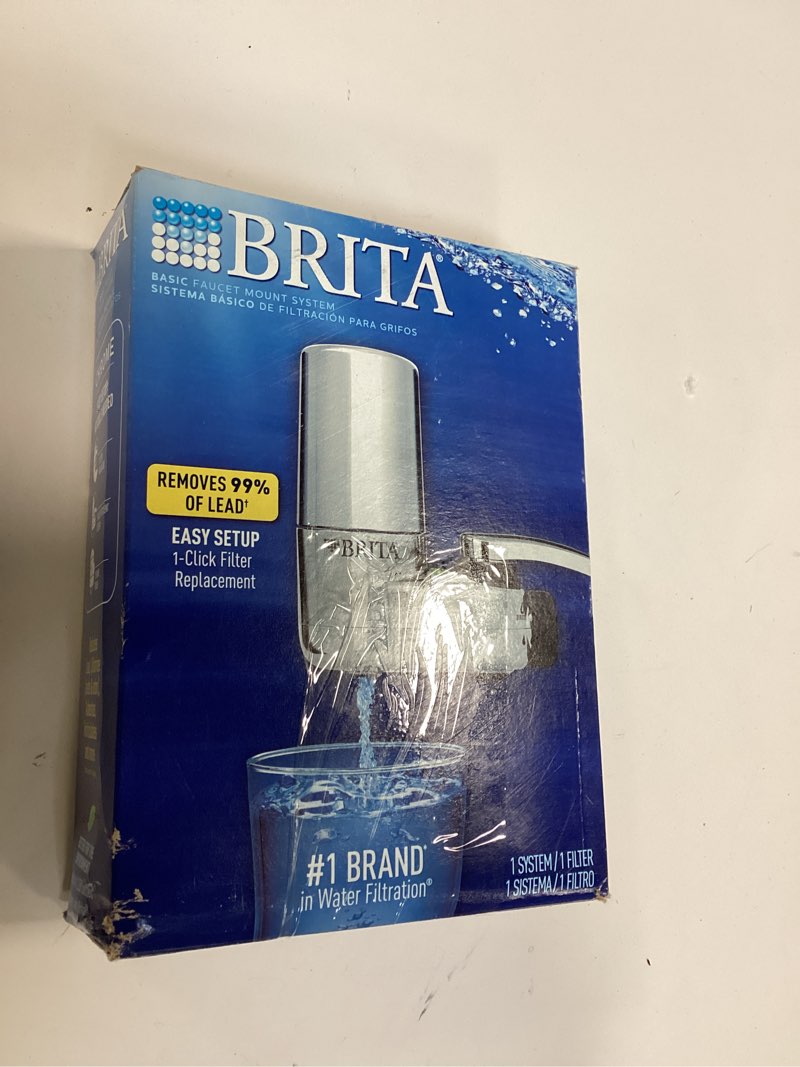 BRITA®
BASIC FAUCET MOUNT SYSTEM
SISTEMA BÁSICO DE FILTRACIÓN PARA GRIFOS
REMOVES 99%
OF LEAD†
EASY SETUP
1-Click Filter
Replacement
BRITA
#1 BRAND*
in Water Filtration®
1 SYSTEM / 1 FILTER
1 SISTEMA / 1 FILTRO
BRITA